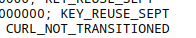 000000; KEY_REUSE_SEPT
CURL_NOT_TRANSITIONED